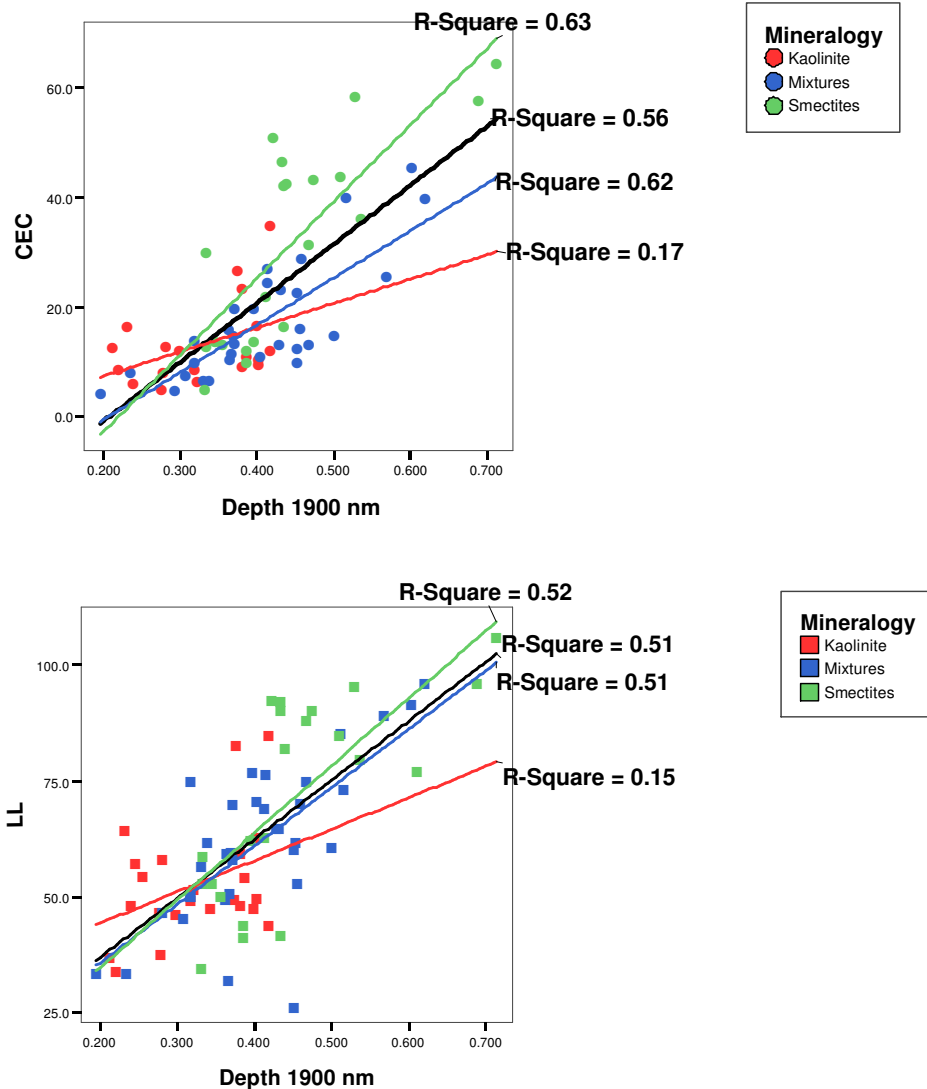 R-Square = 0.63
Mineralogy
Kaolinite
Mixtures
Smectites
60.0
R-Square = 0.56
R-Square = 0.62
40.0
CEC
R-Square = 0.17
20.0
0.0
0.200 0.300 0.400 0.500 0.600 0.700
Depth 1900 nm
R-Square = 0.52
Mineralogy
Kaolinite
Mixtures
Smectites
R-Square = 0.51
100.0
R-Square = 0.51
75.0
R-Square = 0.15
LL
50.0
25.0
0.200 0.300 0.400 0.500 0.600 0.700
Depth 1900 nm